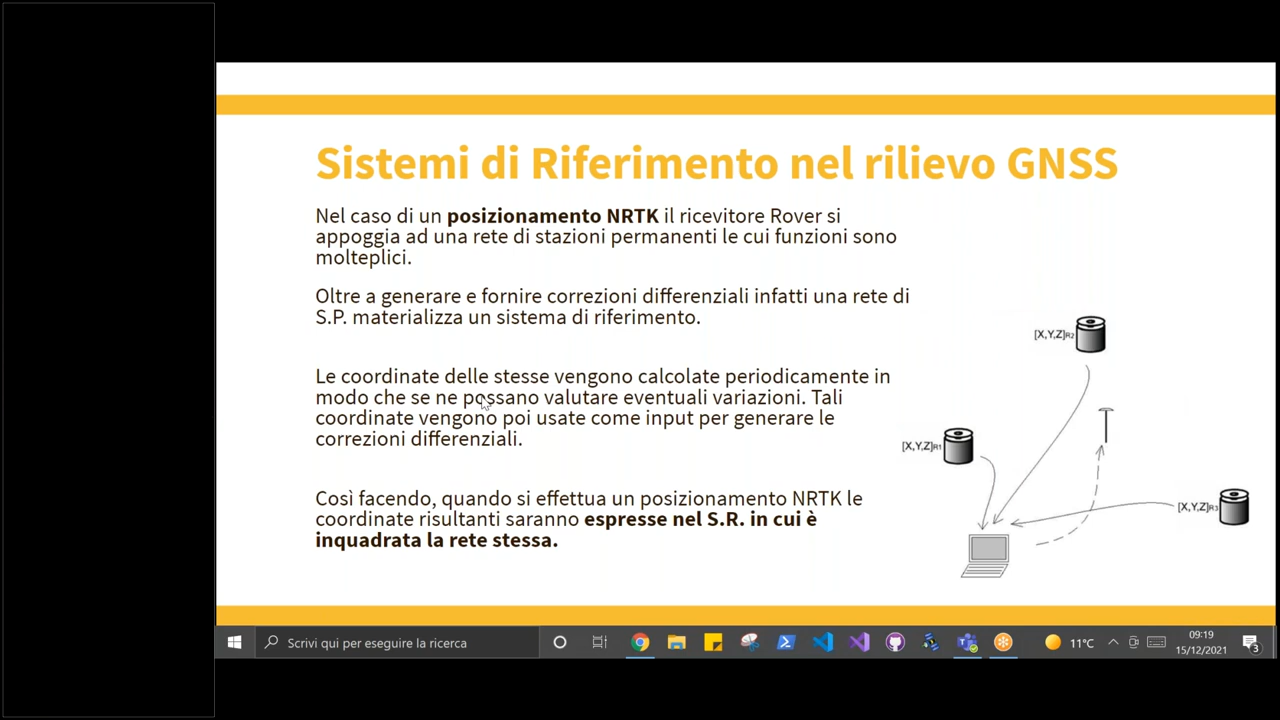 Sistemi di Riferimento nel rilievo GNSS
Nel caso di un posizionamento NRTK il ricevitore Rover si
appoggia ad una rete di stazioni permanenti le cui funzioni sono
molteplici.
Oltre a generare e fornire correzioni differenziali infatti una rete di
S.P. materializza un sistema di riferimento.
Le coordinate delle stesse vengono calcolate periodicamente in
modo che se ne possano valutare eventuali variazioni. Tali
coordinate vengono poi usate come input per generare le
correzioni differenziali.
Così facendo, quando si effettua un posizionamento NRTK le
coordinate risultanti saranno espresse nel S.R. in cui è
inquadrata la rete stessa.
[X,Y,Z]R2
[X,Y,Z]R1
[X,Y,Z]R3
Scrivi qui per eseguire la ricerca
11°C
09:19
15/12/2021
3